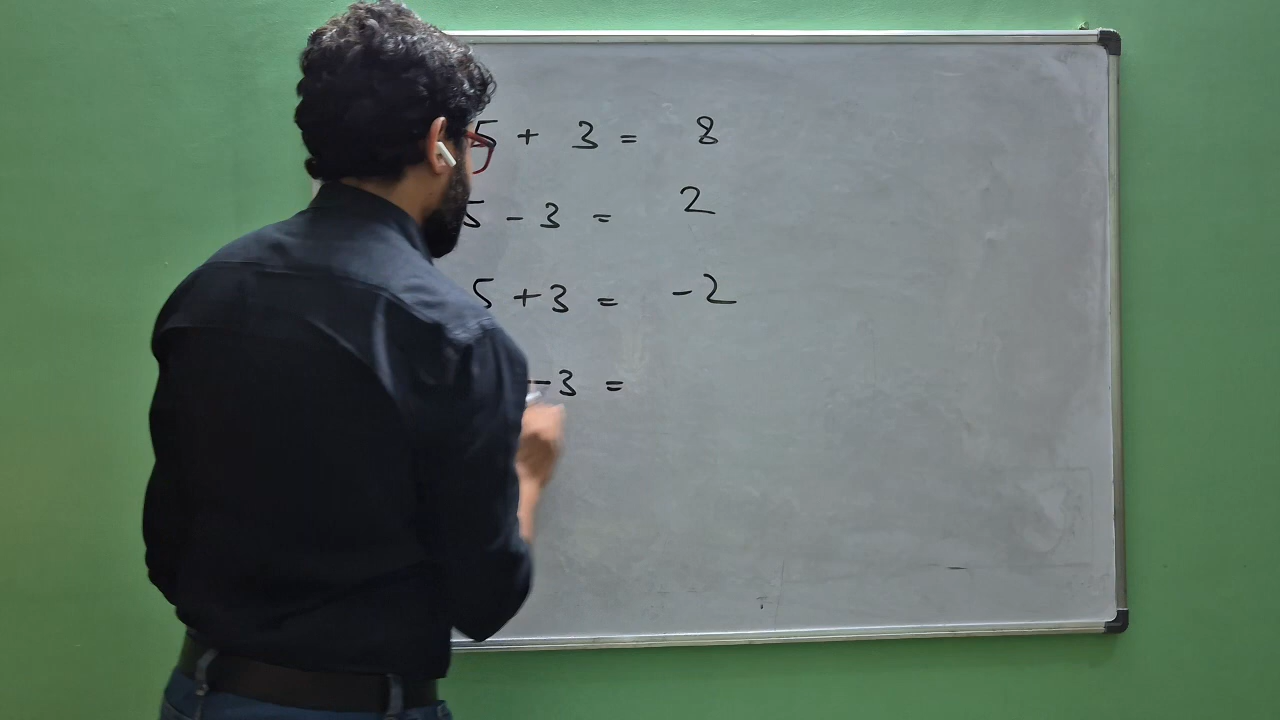 5 + 3 = 8
5 - 3 = 2
5 + 3 = -2
- 3 =